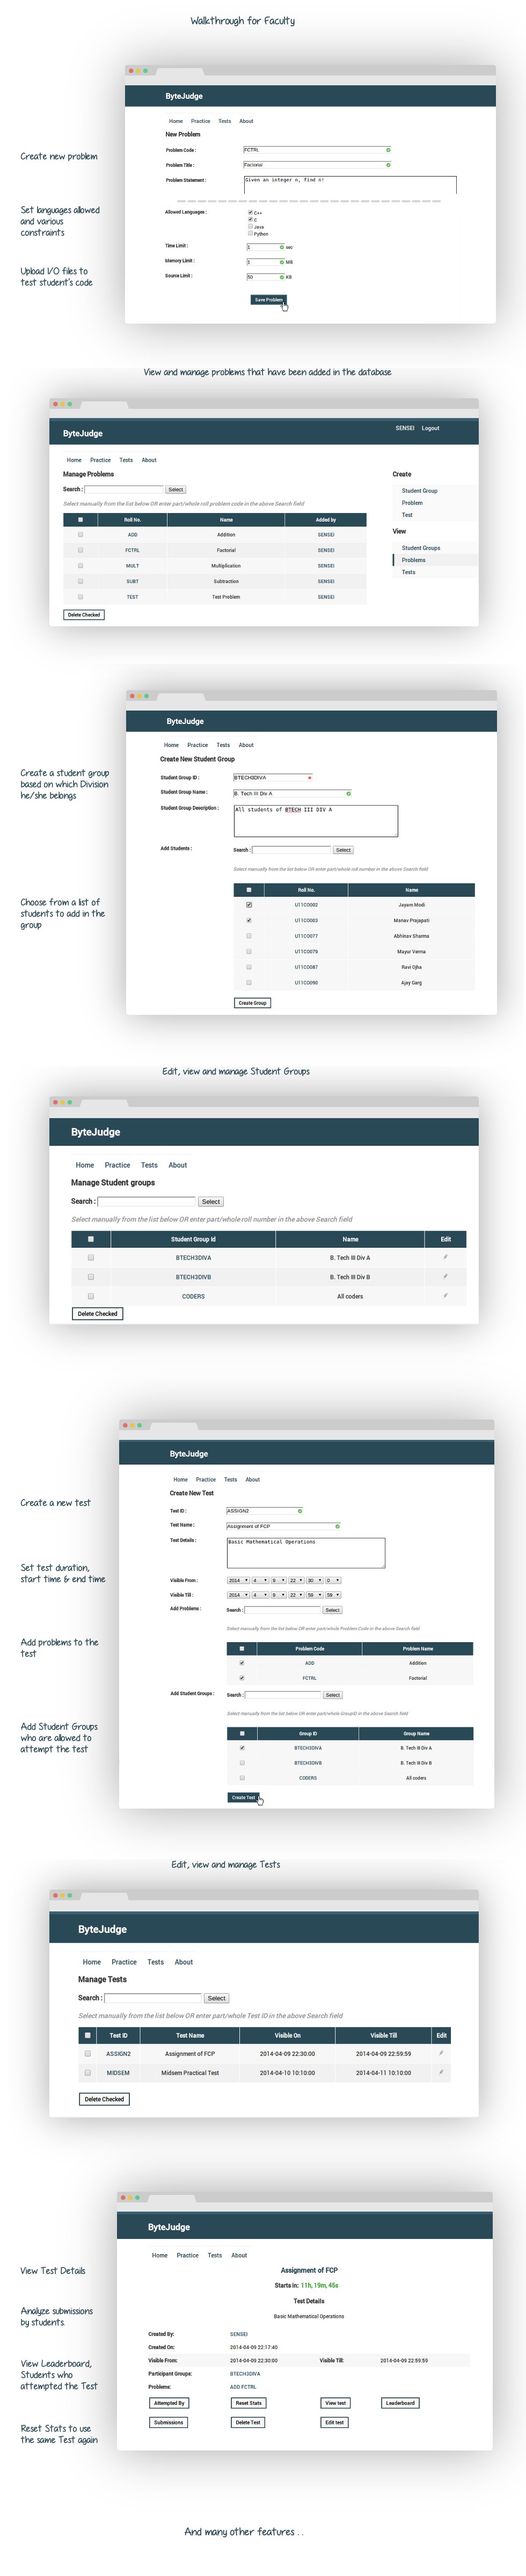 Walkthrough for Faculty
ByteJudge
Home Practice Tests About
New Problem
Create new problem
Problem Code : FCTRL
Problem Title : Factorial
Problem Statement : Given an integer n, find n!
Set languages allowed
and various
constraints
Allowed Languages : C++
C
Java
Python
Time Limit : 1 sec
Memory Limit : 1 MB
Source Limit : 50 KB
Upload I/O files to
test student's code
Save Problem
View and manage problems that have been added in the database
SENSEI Logout
ByteJudge
Home Practice Tests About
Manage Problems
Search : Select
Select manually from the list below OR enter part/whole roll problem code in the above Search field
Roll No. Name Added by
ADD Addition SENSEI
FCTRL Factorial SENSEI
MULT Multiplication SENSEI
SUBT Subtraction SENSEI
TEST Test Problem SENSEI
Delete Checked
Create
Student Group
Problem
Test
View
Student Groups
Problems
Tests
ByteJudge
Home Practice Tests About
Create New Student Group
Create a student group
based on which Division
he/she belongs
Student Group ID : BTECH3DIVA
Student Group Name : B. Tech III Div A
Student Group Description : All students of BTECH III DIV A
Add Students : Search : Select
Select manually from the list below OR enter part/whole roll number in the above Search field
Choose from a list of
students to add in the
group
Roll No. Name
U11CO002 Jayam Modi
U11CO003 Manav Prajapati
U11CO077 Abhinav Sharma
U11CO079 Mayur Verma
U11CO087 Ravi Ojha
U11CO090 Ajay Garg
Create Group
Edit, view and manage Student Groups
ByteJudge
Home Practice Tests About
Manage Student groups
Search : Select
Select manually from the list below OR enter part/whole roll number in the above Search field
Student Group Id Name Edit
BTECH3DIVA B. Tech III Div A
BTECH3DIVB B. Tech III Div B
CODERS All coders
Delete Checked
ByteJudge
Home Practice Tests About
Create New Test
Create a new test
Test ID : ASSIGN2
Test Name : Assignment of FCP
Test Details : Basic Mathematical Operations
Set test duration,
start time & end time
Visible From : 2014 4 9 22 30 0
Visible Till : 2014 4 9 22 59 59
Add Problems : Search : Select
Select manually from the list below OR enter part/whole Problem Code in the above Search field
Add problems to the
test
Problem Code Problem Name
ADD Addition
FCTRL Factorial
Add Student Groups : Search : Select
Select manually from the list below OR enter part/whole GroupID in the above Search field
Add Student Groups
who are allowed to
attempt the test
Group ID Group Name
BTECH3DIVA B. Tech III Div A
BTECH3DIVB B. Tech III Div B
CODERS All coders
Create Test
Edit, view and manage Tests
ByteJudge
Home Practice Tests About
Manage Tests
Search : Select
Select manually from the list below OR enter part/whole Test ID in the above Search field
Test ID Test Name Visible On Visible Till Edit
ASSIGN2 Assignment of FCP 2014-04-09 22:30:00 2014-04-09 22:59:59
MIDSEM Midsem Practical Test 2014-04-10 10:10:00 2014-04-11 10:10:00
Delete Checked
ByteJudge
Home Practice Tests About
View Test Details
Assignment of FCP
Starts in: 11h, 19m, 45s
Test Details
Basic Mathematical Operations
Analyze submissions
by students.
Created By: SENSEI
Created On: 2014-04-09 22:17:40
Visible From: 2014-04-09 22:30:00 Visible Till: 2014-04-09 22:59:59
Participant Groups: BTECH3DIVA
Problems: ADD FCTRL
View Leaderboard,
Students who
attempted the Test
Attempted By Reset Stats View test Leaderboard
Submissions Delete Test Edit test
Reset Stats to use
the same Test again
And many other features . .